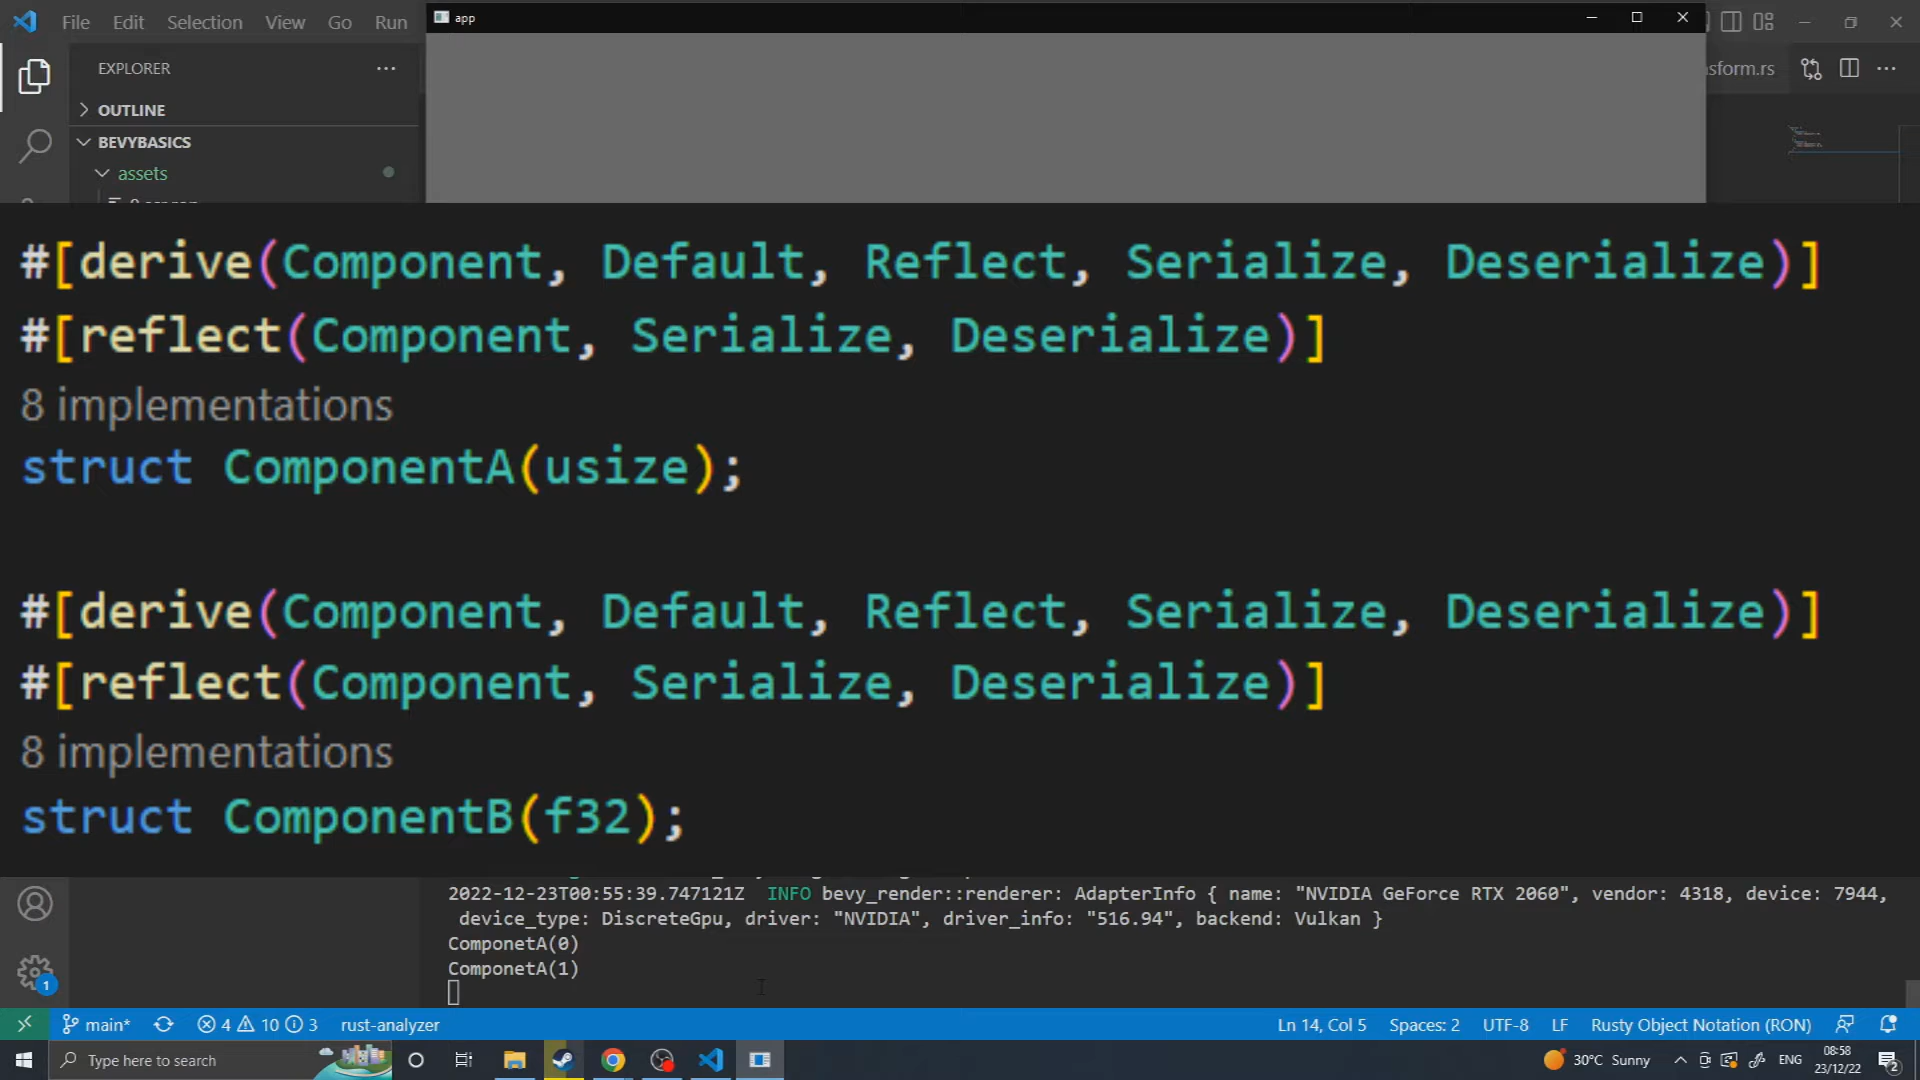 File Edit Selection View Go Run
app
EXPLORER
sform.rs
OUTLINE
BEVYBASICS
assets
#[derive(Component, Default, Reflect, Serialize, Deserialize)]
#[reflect(Component, Serialize, Deserialize)]
8 implementations
struct ComponentA(usize);
#[derive(Component, Default, Reflect, Serialize, Deserialize)]
#[reflect(Component, Serialize, Deserialize)]
8 implementations
struct ComponentB(f32);
2022-12-23T00:55:39.747121Z INFO bevy_render::renderer: AdapterInfo { name: "NVIDIA GeForce RTX 2060", vendor: 4318, device: 7944,
device_type: DiscreteGpu, driver: "NVIDIA", driver_info: "516.94", backend: Vulkan }
ComponetA(0)
ComponetA(1)
1
main* 4 10 3 rust-analyzer Ln 14, Col 5 Spaces: 2 UTF-8 LF Rusty Object Notation (RON)
Type here to search 30°C Sunny ENG 08:58
23/12/22 2